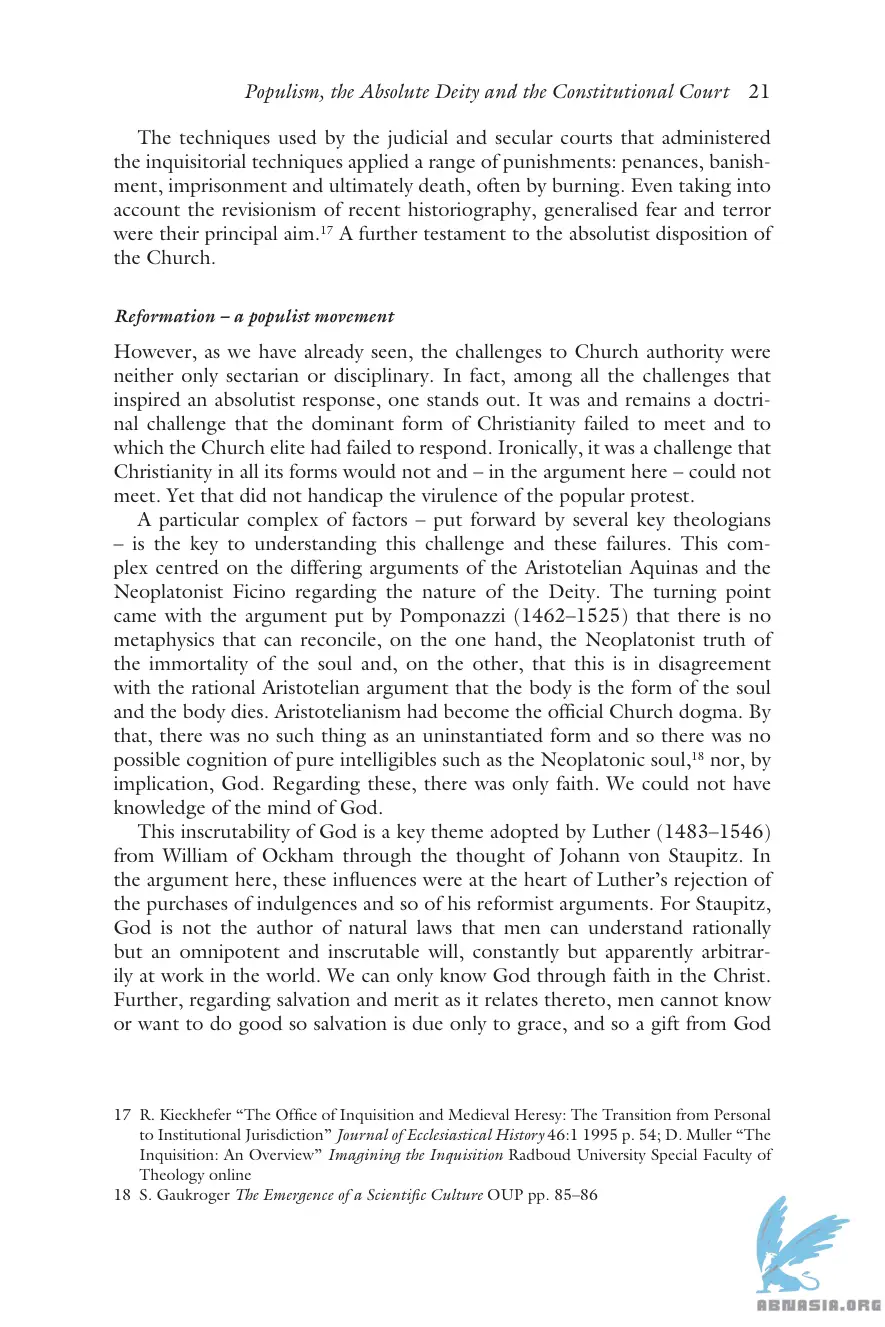 Populism, the Absolute Deity and the Constitutional Court 21
The techniques used by the judicial and secular courts that administered
the inquisitorial techniques applied a range of punishments: penances, banish-
ment, imprisonment and ultimately death, often by burning. Even taking into
account the revisionism of recent historiography, generalised fear and terror
were their principal aim.17 A further testament to the absolutist disposition of
the Church.
Reformation – a populist movement
However, as we have already seen, the challenges to Church authority were
neither only sectarian or disciplinary. In fact, among all the challenges that
inspired an absolutist response, one stands out. It was and remains a doctri-
nal challenge that the dominant form of Christianity failed to meet and to
which the Church elite had failed to respond. Ironically, it was a challenge that
Christianity in all its forms would not and – in the argument here – could not
meet. Yet that did not handicap the virulence of the popular protest.
A particular complex of factors – put forward by several key theologians
– is the key to understanding this challenge and these failures. This com-
plex centred on the differing arguments of the Aristotelian Aquinas and the
Neoplatonist Ficino regarding the nature of the Deity. The turning point
came with the argument put by Pomponazzi (1462–1525) that there is no
metaphysics that can reconcile, on the one hand, the Neoplatonist truth of
the immortality of the soul and, on the other, that this is in disagreement
with the rational Aristotelian argument that the body is the form of the soul
and the body dies. Aristotelianism had become the official Church dogma. By
that, there was no such thing as an uninstantiated form and so there was no
possible cognition of pure intelligibles such as the Neoplatonic soul,18 nor, by
implication, God. Regarding these, there was only faith. We could not have
knowledge of the mind of God.
This inscrutability of God is a key theme adopted by Luther (1483–1546)
from William of Ockham through the thought of Johann von Staupitz. In
the argument here, these influences were at the heart of Luther's rejection of
the purchases of indulgences and so of his reformist arguments. For Staupitz,
God is not the author of natural laws that men can understand rationally
but an omnipotent and inscrutable will, constantly but apparently arbitrar-
ily at work in the world. We can only know God through faith in the Christ.
Further, regarding salvation and merit as it relates thereto, men cannot know
or want to do good so salvation is due only to grace, and so a gift from God
17 R. Kieckhefer “The Office of Inquisition and Medieval Heresy: The Transition from Personal
to Institutional Jurisdiction” Journal of Ecclesiastical History 46:1 1995 p. 54; D. Muller “The
Inquisition: An Overview” Imagining the Inquisition Radboud University Special Faculty of
Theology online
18 S. Gaukroger The Emergence of a Scientific Culture OUP pp. 85–86
ABNASIA.ORG